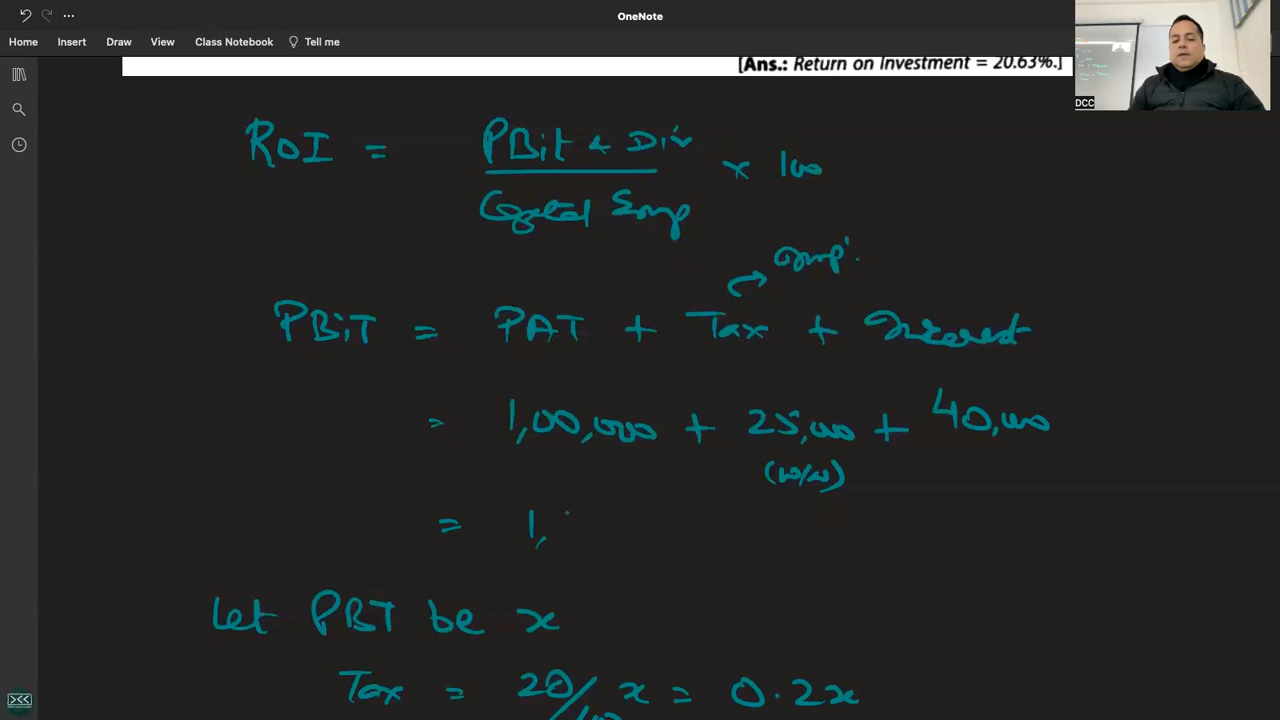 OneNote
Home Insert Draw View Class Notebook Tell me
[Ans.: Return on Investment = 20.63%.]
DCC
ROI = PBit & Div / Capital Emp × 100
PBiT = PAT + Tax + Interest
= 1,00,000 + 25,000 + 40,000
(W/N)
= 1,
Let PBT be x
Tax = 20/100 x = 0.2x